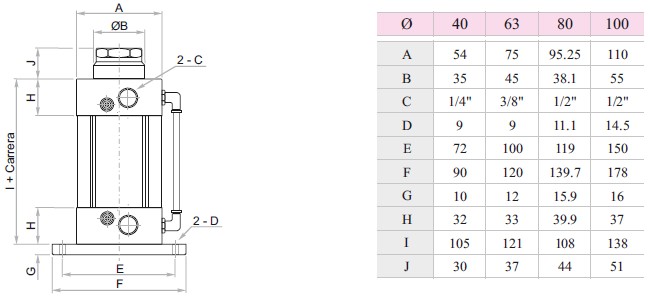 A
ØB
J
2 - C
H
I + Carrera
H
2 - D
G
E
F
Ø 40 63 80 100
A 54 75 95.25 110
B 35 45 38.1 55
C 1/4" 3/8" 1/2" 1/2"
D 9 9 11.1 14.5
E 72 100 119 150
F 90 120 139.7 178
G 10 12 15.9 16
H 32 33 39.9 37
I 105 121 108 138
J 30 37 44 51